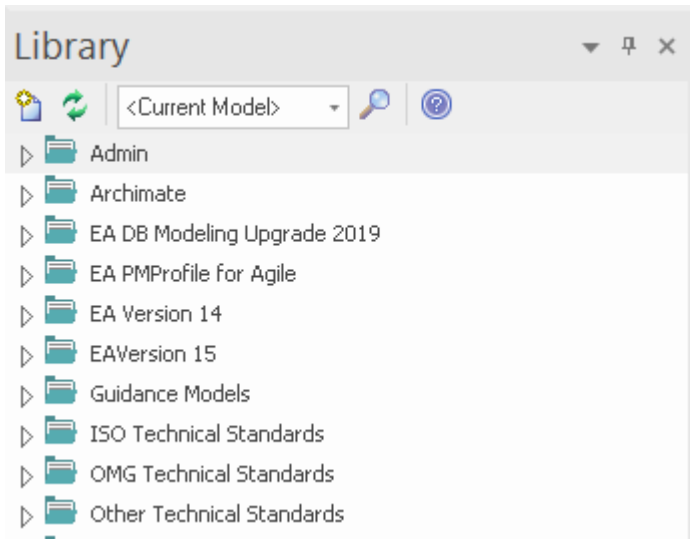 Library
<Current Model>
Admin
Archimate
EA DB Modeling Upgrade 2019
EA PMProfile for Agile
EA Version 14
EAVersion 15
Guidance Models
ISO Technical Standards
OMG Technical Standards
Other Technical Standards